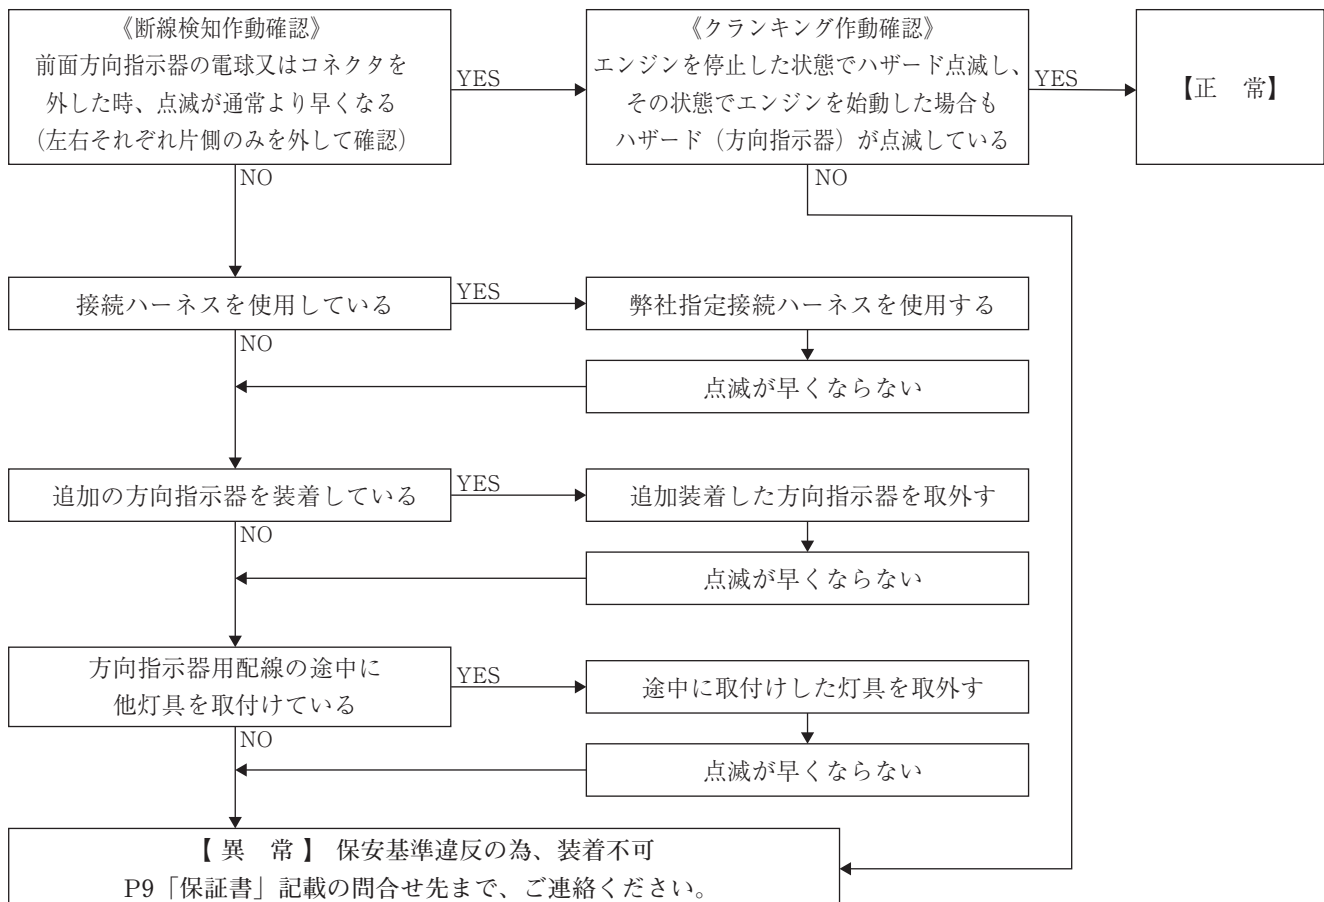 《断線検知作動確認》
前面方向指示器の電球又はコネクタを
外した時、点滅が通常より早くなる
(左右それぞれ片側のみを外して確認)
YES
《クランキング作動確認》
エンジンを停止した状態でハザード点滅し、
その状態でエンジンを始動した場合も
ハザード（方向指示器）が点滅している
YES
【正　常】
NO
NO
接続ハーネスを使用している
YES
弊社指定接続ハーネスを使用する
NO
点滅が早くならない
追加の方向指示器を装着している
YES
追加装着した方向指示器を取外す
NO
点滅が早くならない
方向指示器用配線の途中に
他灯具を取付けている
YES
途中に取付けした灯具を取外す
NO
点滅が早くならない
【 異　常 】 保安基準違反の為、装着不可
P9「保証書」記載の問合せ先まで、ご連絡ください。